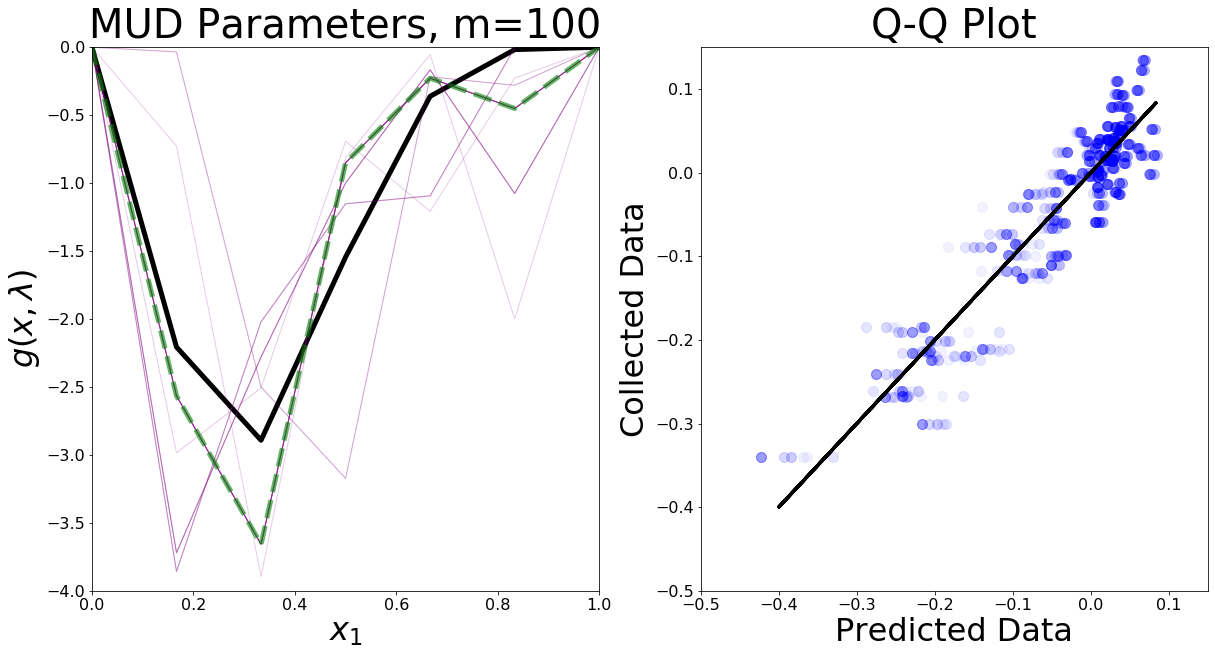 MUD Parameters, m=100
g(x, λ)
0.0
−0.5
−1.0
−1.5
−2.0
−2.5
−3.0
−3.5
−4.0
0.0 0.2 0.4 0.6 0.8 1.0
x₁
Q-Q Plot
Collected Data
0.1
0.0
−0.1
−0.2
−0.3
−0.4
−0.5
−0.5 −0.4 −0.3 −0.2 −0.1 0.0 0.1
Predicted Data